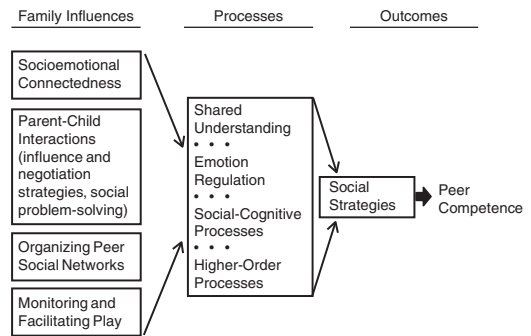 Family Influences
Processes
Outcomes
Socioemotional
Connectedness
Parent-Child
Interactions
(influence and
negotiation
strategies, social
problem-solving)
Organizing Peer
Social Networks
Monitoring and
Facilitating Play
Shared
Understanding
• • •
Emotion
Regulation
• • •
Social-Cognitive
Processes
• • •
Higher-Order
Processes
Social
Strategies
Peer
Competence